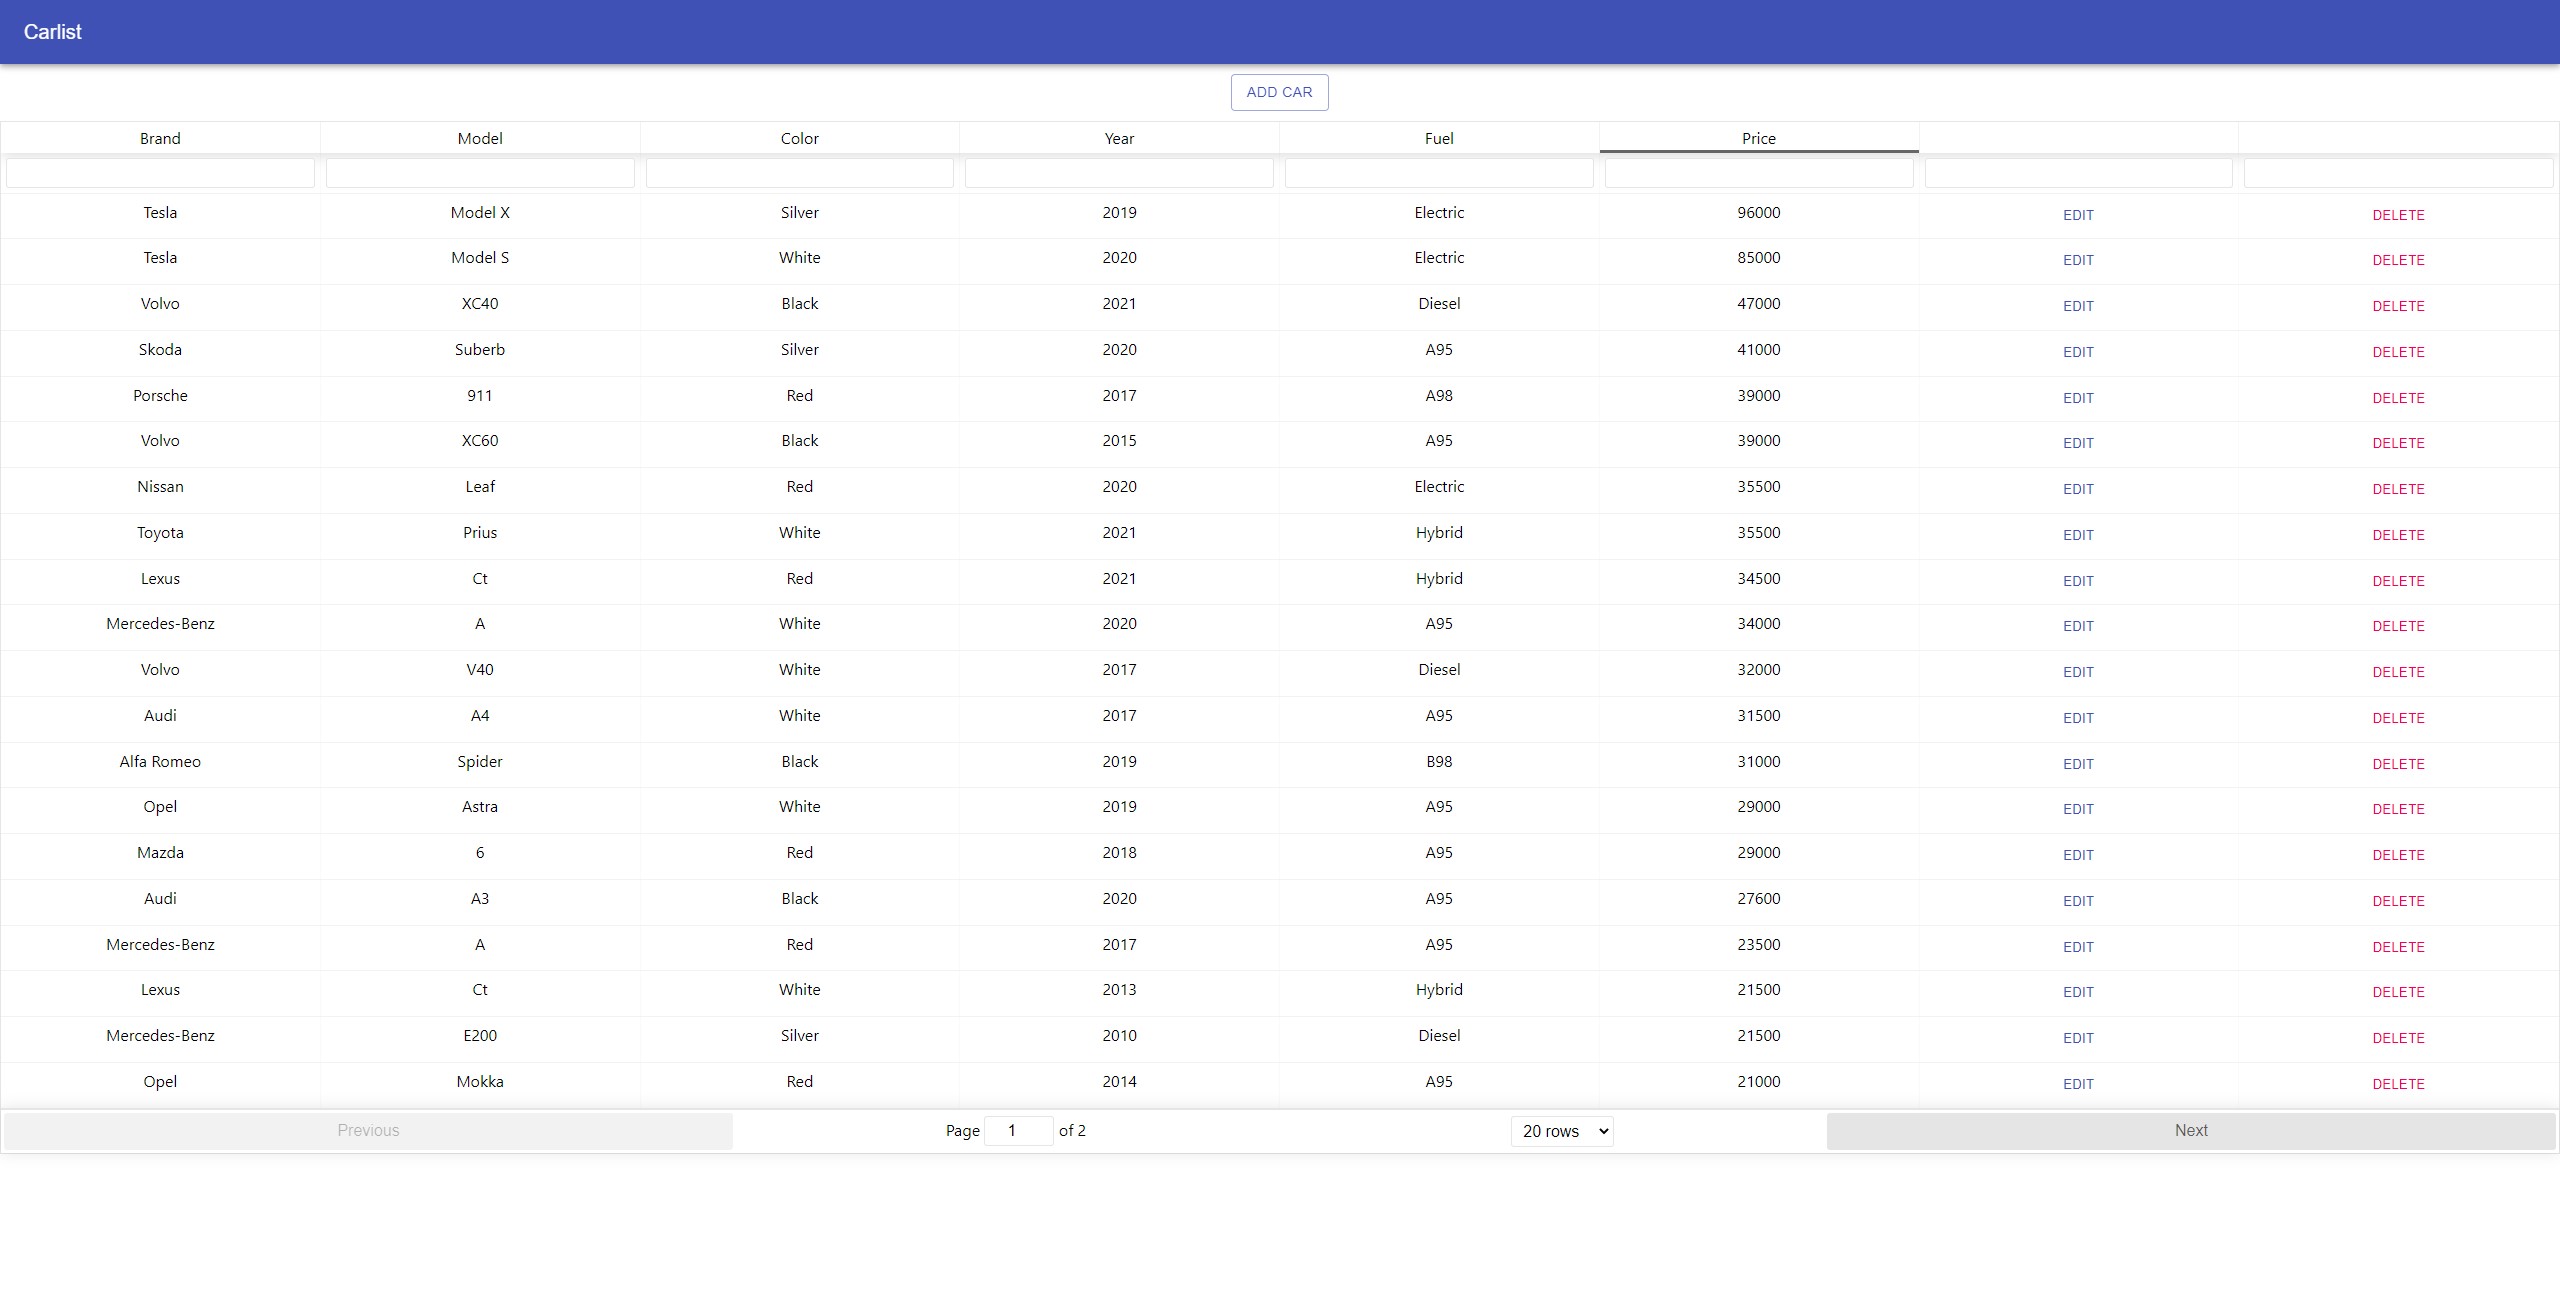 Carlist
ADD CAR
Brand Model Color Year Fuel Price
Tesla Model X Silver 2019 Electric 96000 EDIT DELETE
Tesla Model S White 2020 Electric 85000 EDIT DELETE
Volvo XC40 Black 2021 Diesel 47000 EDIT DELETE
Skoda Suberb Silver 2020 A95 41000 EDIT DELETE
Porsche 911 Red 2017 A98 39000 EDIT DELETE
Volvo XC60 Black 2015 A95 39000 EDIT DELETE
Nissan Leaf Red 2020 Electric 35500 EDIT DELETE
Toyota Prius White 2021 Hybrid 35500 EDIT DELETE
Lexus Ct Red 2021 Hybrid 34500 EDIT DELETE
Mercedes-Benz A White 2020 A95 34000 EDIT DELETE
Volvo V40 White 2017 Diesel 32000 EDIT DELETE
Audi A4 White 2017 A95 31500 EDIT DELETE
Alfa Romeo Spider Black 2019 B98 31000 EDIT DELETE
Opel Astra White 2019 A95 29000 EDIT DELETE
Mazda 6 Red 2018 A95 29000 EDIT DELETE
Audi A3 Black 2020 A95 27600 EDIT DELETE
Mercedes-Benz A Red 2017 A95 23500 EDIT DELETE
Lexus Ct White 2013 Hybrid 21500 EDIT DELETE
Mercedes-Benz E200 Silver 2010 Diesel 21500 EDIT DELETE
Opel Mokka Red 2014 A95 21000 EDIT DELETE
Previous Page 1 of 2 20 rows Next